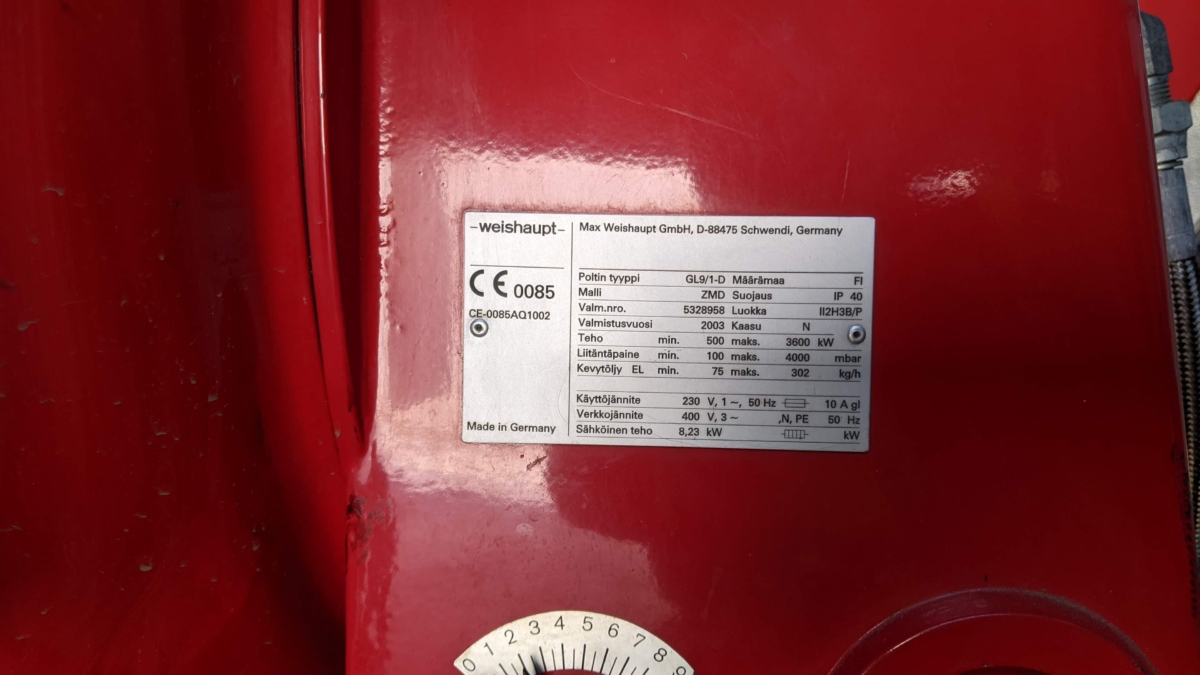 -weishaupt-
Max Weishaupt GmbH, D-88475 Schwendi, Germany
CE 0085
CE-0085AQ1002
Made in Germany
Poltin tyyppi GL9/1-D Määrämaa FI
Malli ZMD Suojaus IP 40
Valm.nro. 5328958 Luokka II2H3B/P
Valmistusvuosi 2003 Kaasu N
Teho min. 500 maks. 3600 kW
Liitäntäpaine min. 100 maks. 4000 mbar
Kevytöljy EL min. 75 maks. 302 kg/h
Käyttöjännite 230 V, 1 ~, 50 Hz 10 A gl
Verkkojännite 400 V, 3 ~ ,N, PE 50 Hz
Sähköinen teho 8,23 kW kW
0 1 2 3 4 5 6 7 8 9